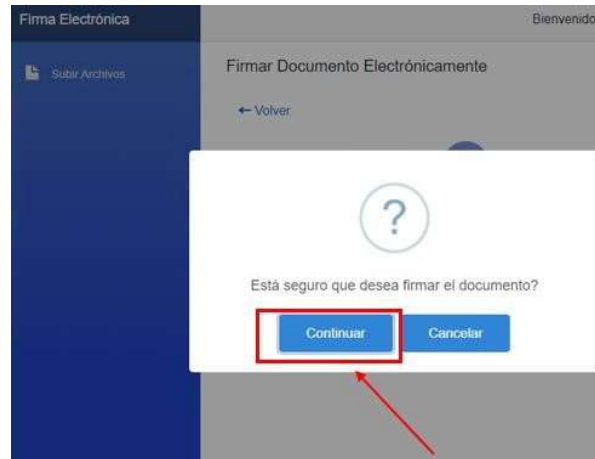 Firma Electrónica
Bienvenido
Subir Archivos
Firmar Documento Electrónicamente
← Volver
?
Está seguro que desea firmar el documento?
Continuar
Cancelar